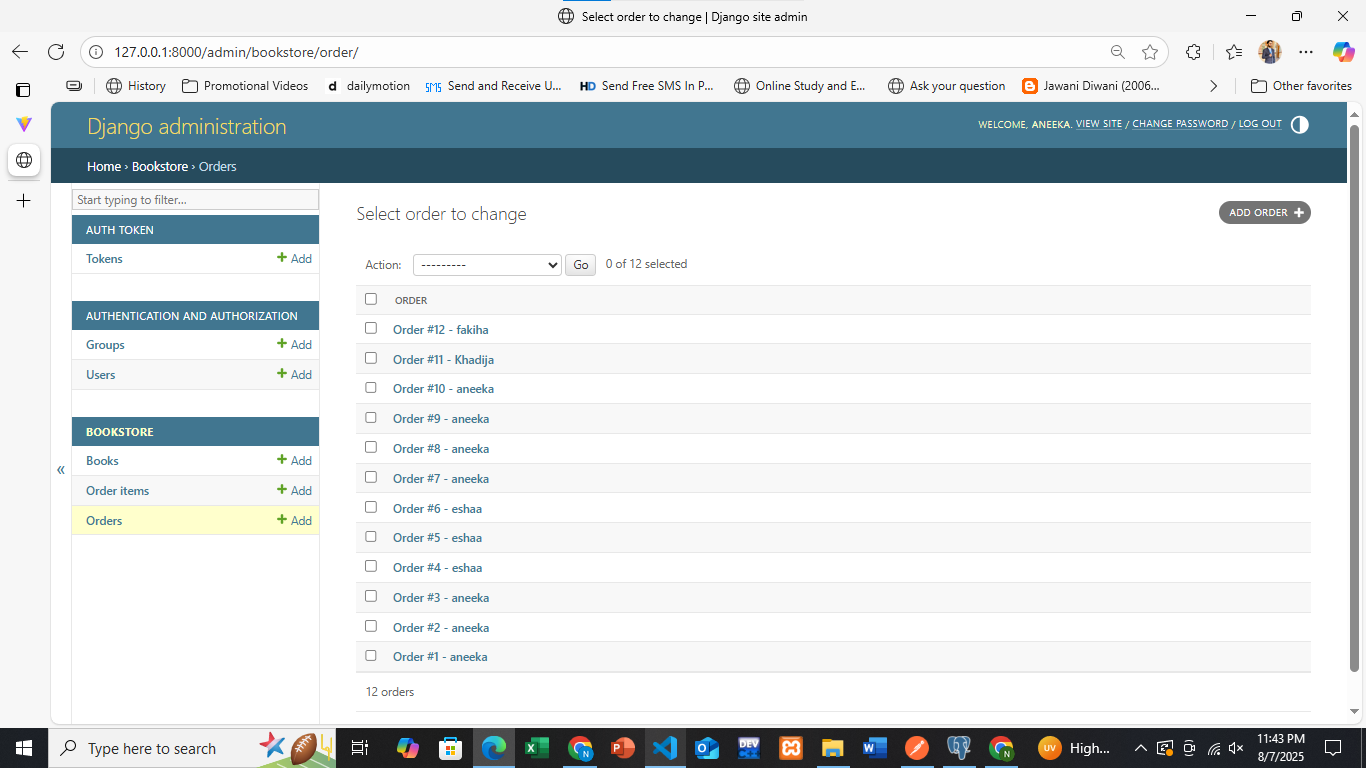 Select order to change | Django site admin
127.0.0.1:8000/admin/bookstore/order/
History
Promotional Videos
d dailymotion
SMS Send and Receive U...
HD Send Free SMS In P...
Online Study and E...
Ask your question
Jawani Diwani (2006...
Other favorites
Django administration
WELCOME, ANEEKA. VIEW SITE / CHANGE PASSWORD / LOG OUT
Home › Bookstore › Orders
Start typing to filter...
AUTH TOKEN
Tokens + Add
AUTHENTICATION AND AUTHORIZATION
Groups + Add
Users + Add
BOOKSTORE
Books + Add
Order items + Add
Orders + Add
«
Select order to change
ADD ORDER +
Action: --------- Go 0 of 12 selected
ORDER
Order #12 - fakiha
Order #11 - Khadija
Order #10 - aneeka
Order #9 - aneeka
Order #8 - aneeka
Order #7 - aneeka
Order #6 - eshaa
Order #5 - eshaa
Order #4 - eshaa
Order #3 - aneeka
Order #2 - aneeka
Order #1 - aneeka
12 orders
Type here to search
DEV
UV High...
11:43 PM
8/7/2025